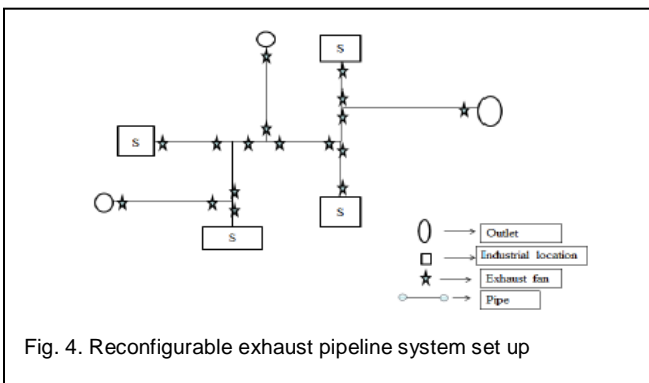 S
S
S
S
Outlet
Industrial location
Exhaust fan
Pipe
Fig. 4. Reconfigurable exhaust pipeline system set up